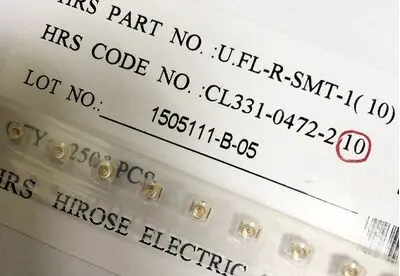 HRS PART NO. :U.FL-R-SMT-1( 10)
HRS CODE NO. :CL331-0472-2 10
LOT NO.: 1505111-B-05
QTY 2500 PCS
HRS HIROSE ELECTRIC